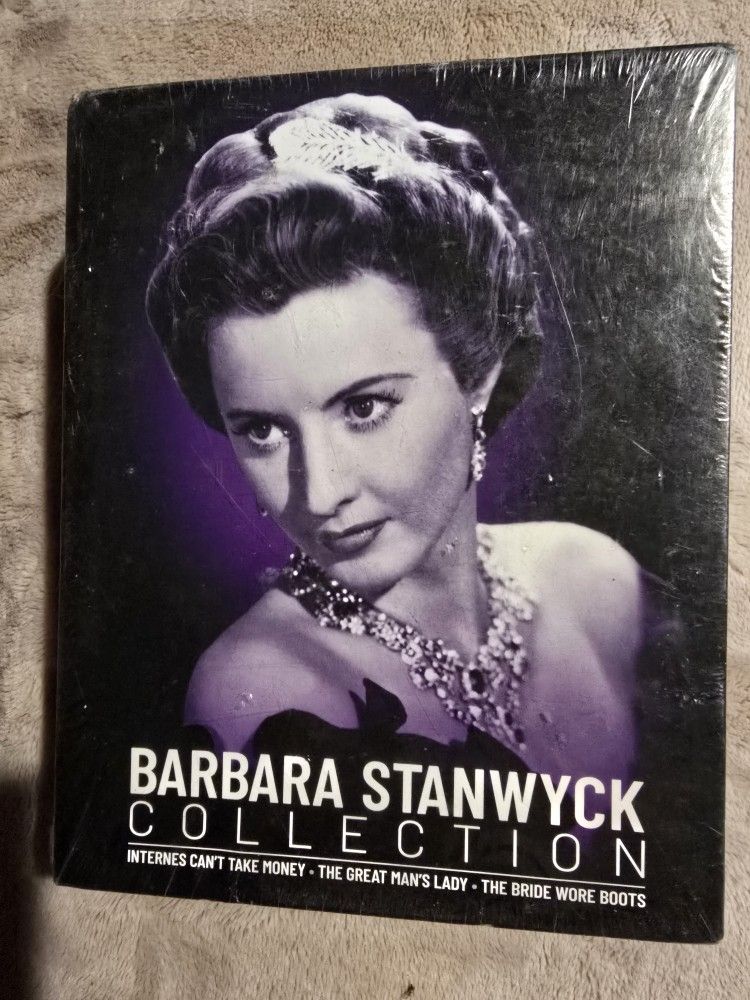 BARBARA STANWYCK
COLLECTION
INTERNES CAN'T TAKE MONEY • THE GREAT MAN'S LADY • THE BRIDE WORE BOOTS